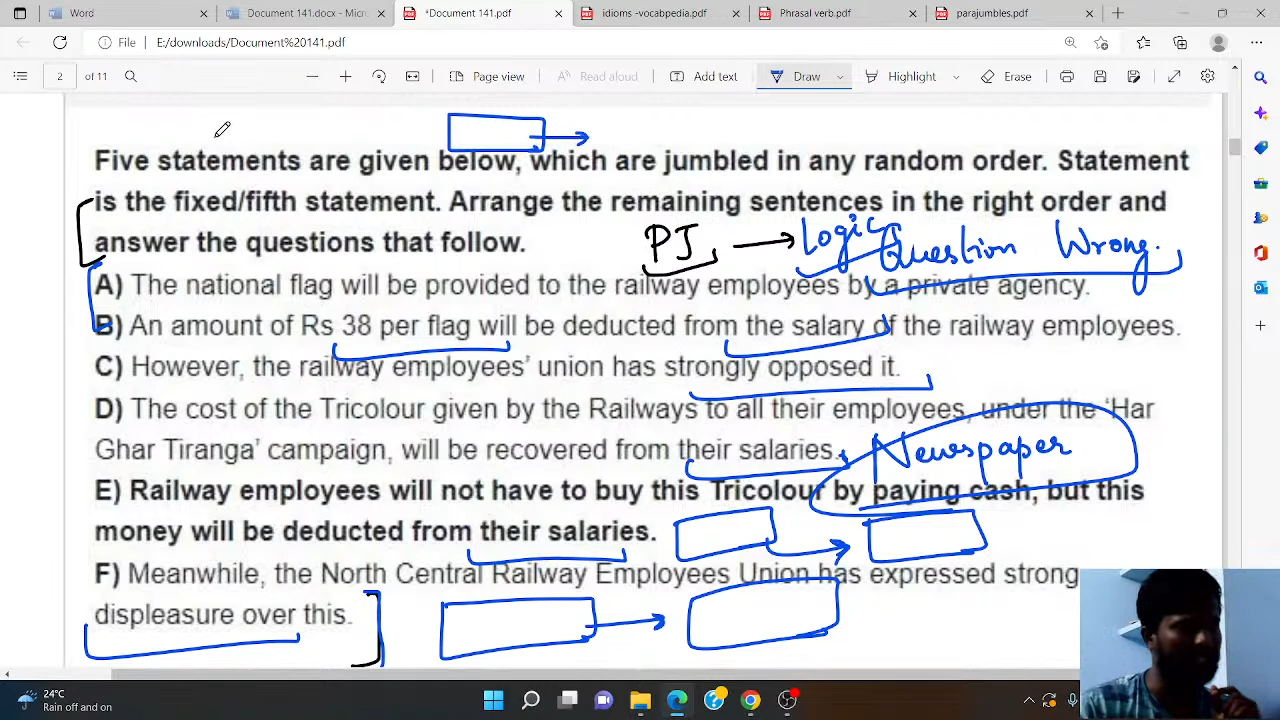 Word
Document 141.docx - Micros
*Document 141.pdf
idioms -vocabpedia.pdf
Phrasal verb.pdf
parajumbles.pdf
File
E:/downloads/Document%20141.pdf
2 of 11
Page view
Read aloud
Add text
Draw
Highlight
Erase
Five statements are given below, which are jumbled in any random order. Statement
is the fixed/fifth statement. Arrange the remaining sentences in the right order and
answer the questions that follow.
PJ Logic Question Wrong.
A) The national flag will be provided to the railway employees by a private agency.
B) An amount of Rs 38 per flag will be deducted from the salary of the railway employees.
C) However, the railway employees' union has strongly opposed it.
D) The cost of the Tricolour given by the Railways to all their employees, under the 'Har
Ghar Tiranga' campaign, will be recovered from their salaries.
Newspaper
E) Railway employees will not have to buy this Tricolour by paying cash, but this
money will be deducted from their salaries.
F) Meanwhile, the North Central Railway Employees Union has expressed strong
displeasure over this.
24°C
Rain off and on